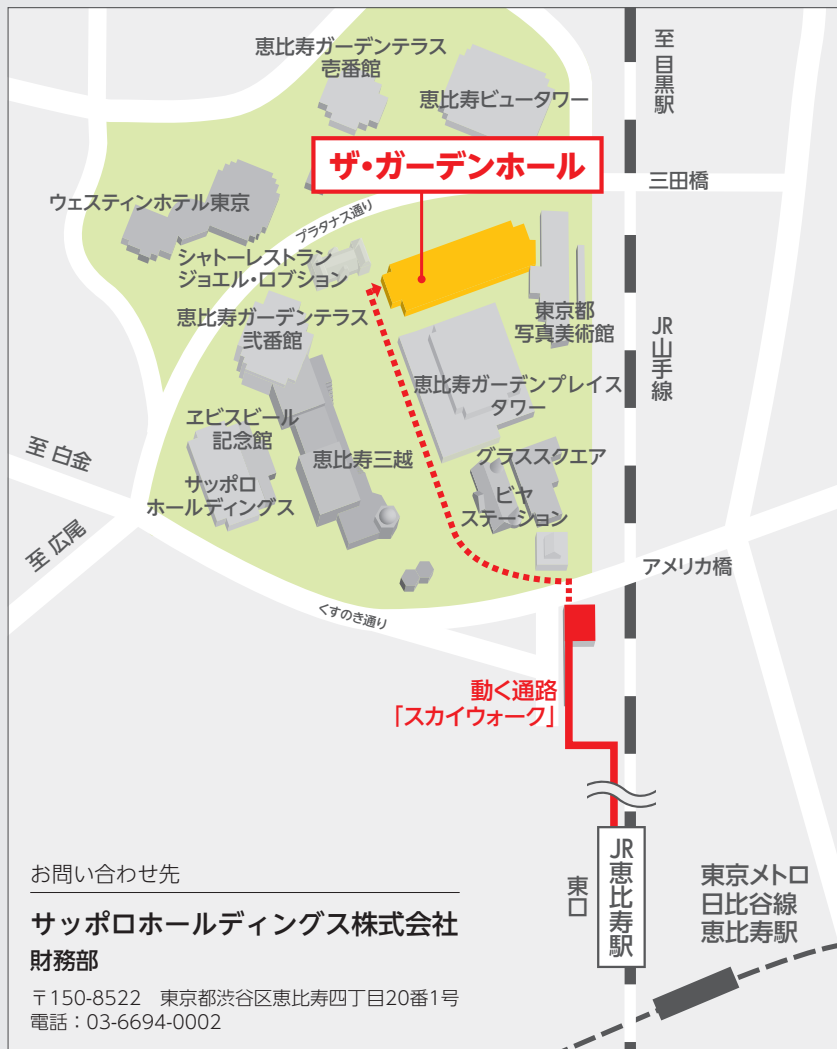 恵比寿ガーデンテラス
壱番館
恵比寿ビュータワー
至 目黒駅
ザ・ガーデンホール
三田橋
ウェスティンホテル東京
プラタナス通り
シャトーレストラン
ジョエル・ロブション
東京都
写真美術館
恵比寿ガーデンテラス
弐番館
JR山手線
恵比寿ガーデンプレイス
タワー
ヱビスビール
記念館
恵比寿三越
グラススクエア
至 白金
サッポロ
ホールディングス
ビヤ
ステーション
至 広尾
アメリカ橋
くすのき通り
動く通路
「スカイウォーク」
JR恵比寿駅
東口
東京メトロ
日比谷線
恵比寿駅
お問い合わせ先
サッポロホールディングス株式会社
財務部
〒150-8522　東京都渋谷区恵比寿四丁目20番1号
電話：03-6694-0002